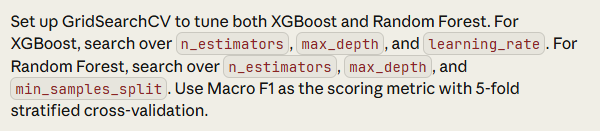 Set up GridSearchCV to tune both XGBoost and Random Forest. For
XGBoost, search over n_estimators, max_depth, and learning_rate. For
Random Forest, search over n_estimators, max_depth, and
min_samples_split. Use Macro F1 as the scoring metric with 5-fold
stratified cross-validation.